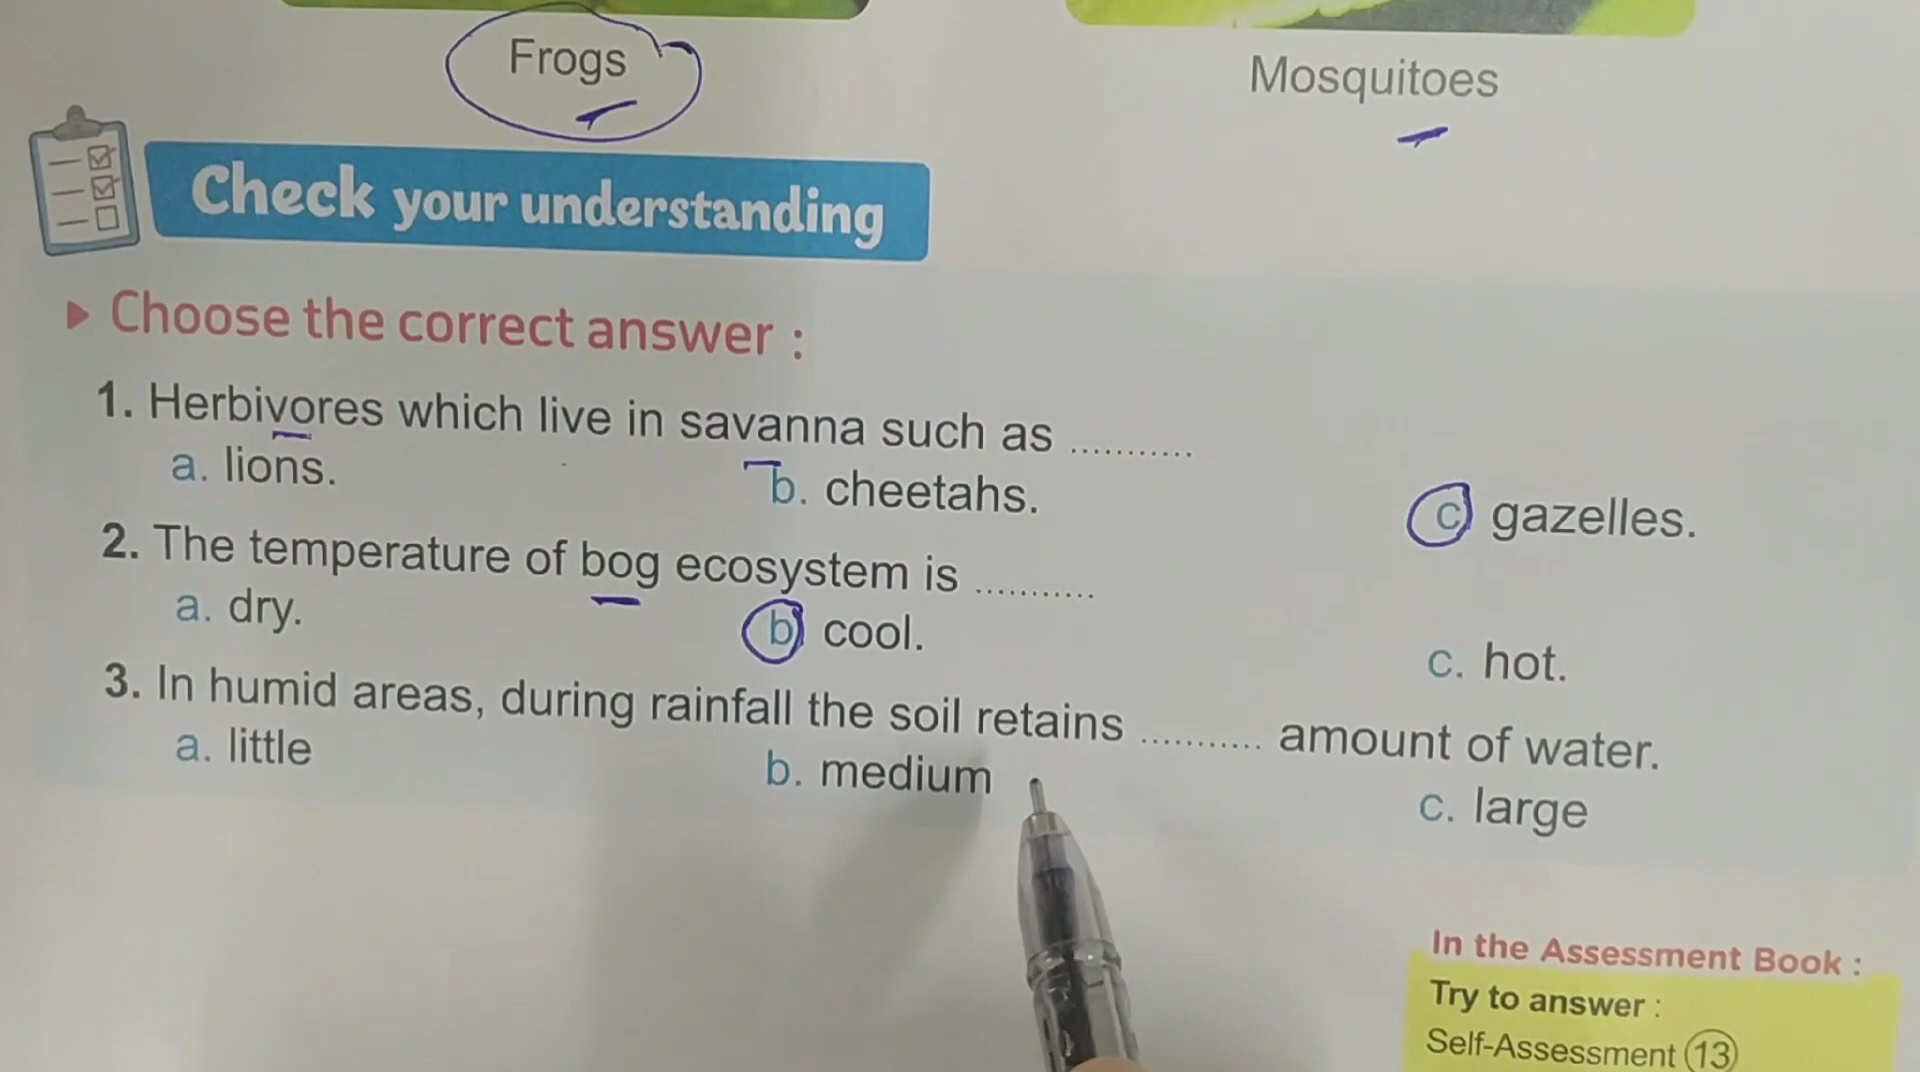 Frogs
Mosquitoes
Check your understanding
Choose the correct answer :
1. Herbivores which live in savanna such as ...........
a. lions.
b. cheetahs.
c gazelles.
2. The temperature of bog ecosystem is ...........
a. dry.
b cool.
c. hot.
3. In humid areas, during rainfall the soil retains ........... amount of water.
a. little
b. medium
c. large
In the Assessment Book :
Try to answer :
Self-Assessment 13